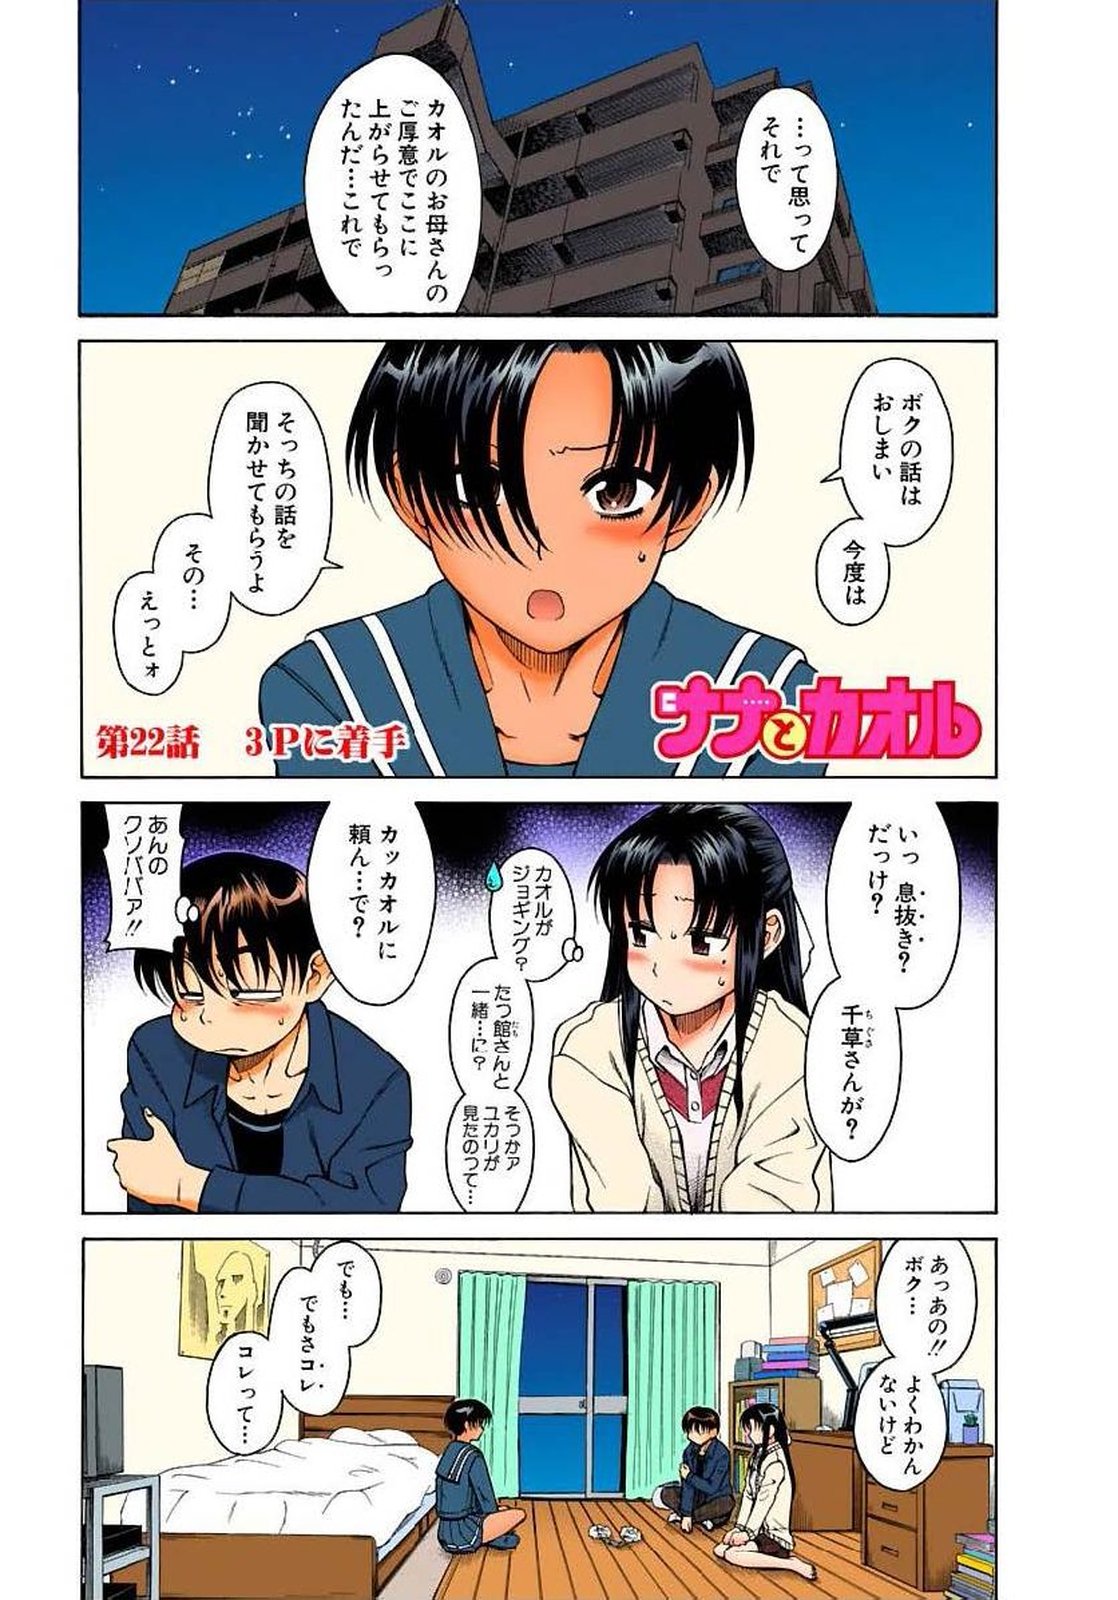 …って思って
それで
カオルのお母さんの
ご厚意でここに
上がらせてもらっ
たんだ…これで
ボクの話は
おしまい
今度は
そっちの話を
聞かせてもらうよ
その…
えっとォ
ナナとカオル
第22話 3Pに着手
いっ 息抜き?
だっけ?
千草さんが?
ちぐさ
カッカオルに
頼ん…で?
カオルが
ジョギング?
たつ館さんと
たち
一緒…に?
そうかァ
ユカリが
見たのって…
あんの
クソババァ!!
あっあの!!
ボク…
よくわかん
ないけど
でも…
でもさコレ
コレって…